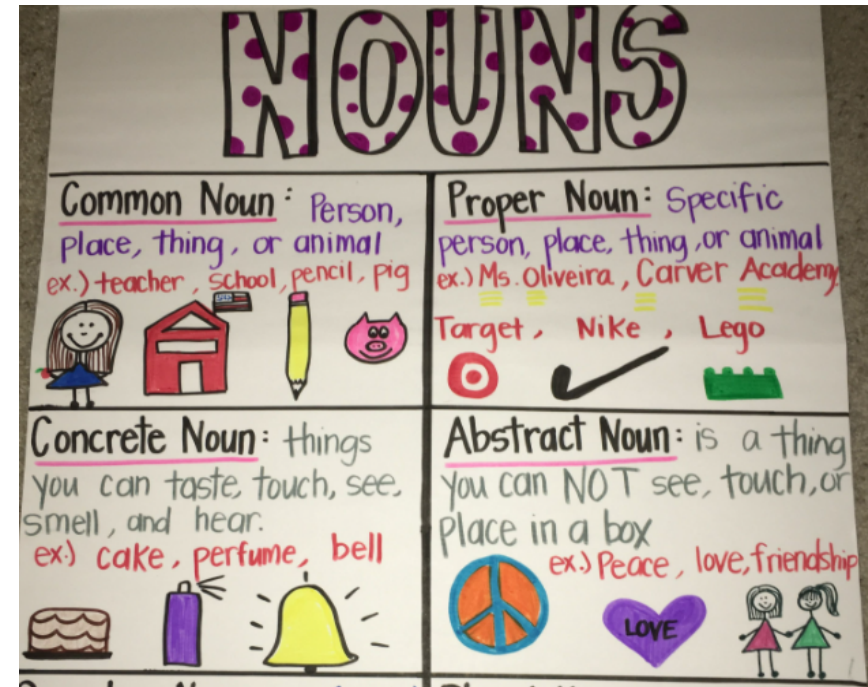 NOUNS
Common Noun: Person,
place, thing, or animal
ex.) teacher, school, pencil, pig
Proper Noun: Specific
person, place, thing, or animal
ex.) Ms. Oliveira, Carver Academy
Target, Nike, Lego
Concrete Noun: things
you can taste, touch, see,
smell, and hear.
ex.) cake, perfume, bell
Abstract Noun: is a thing
you can NOT see, touch, or
place in a box
ex.) Peace, love, friendship
LOVE